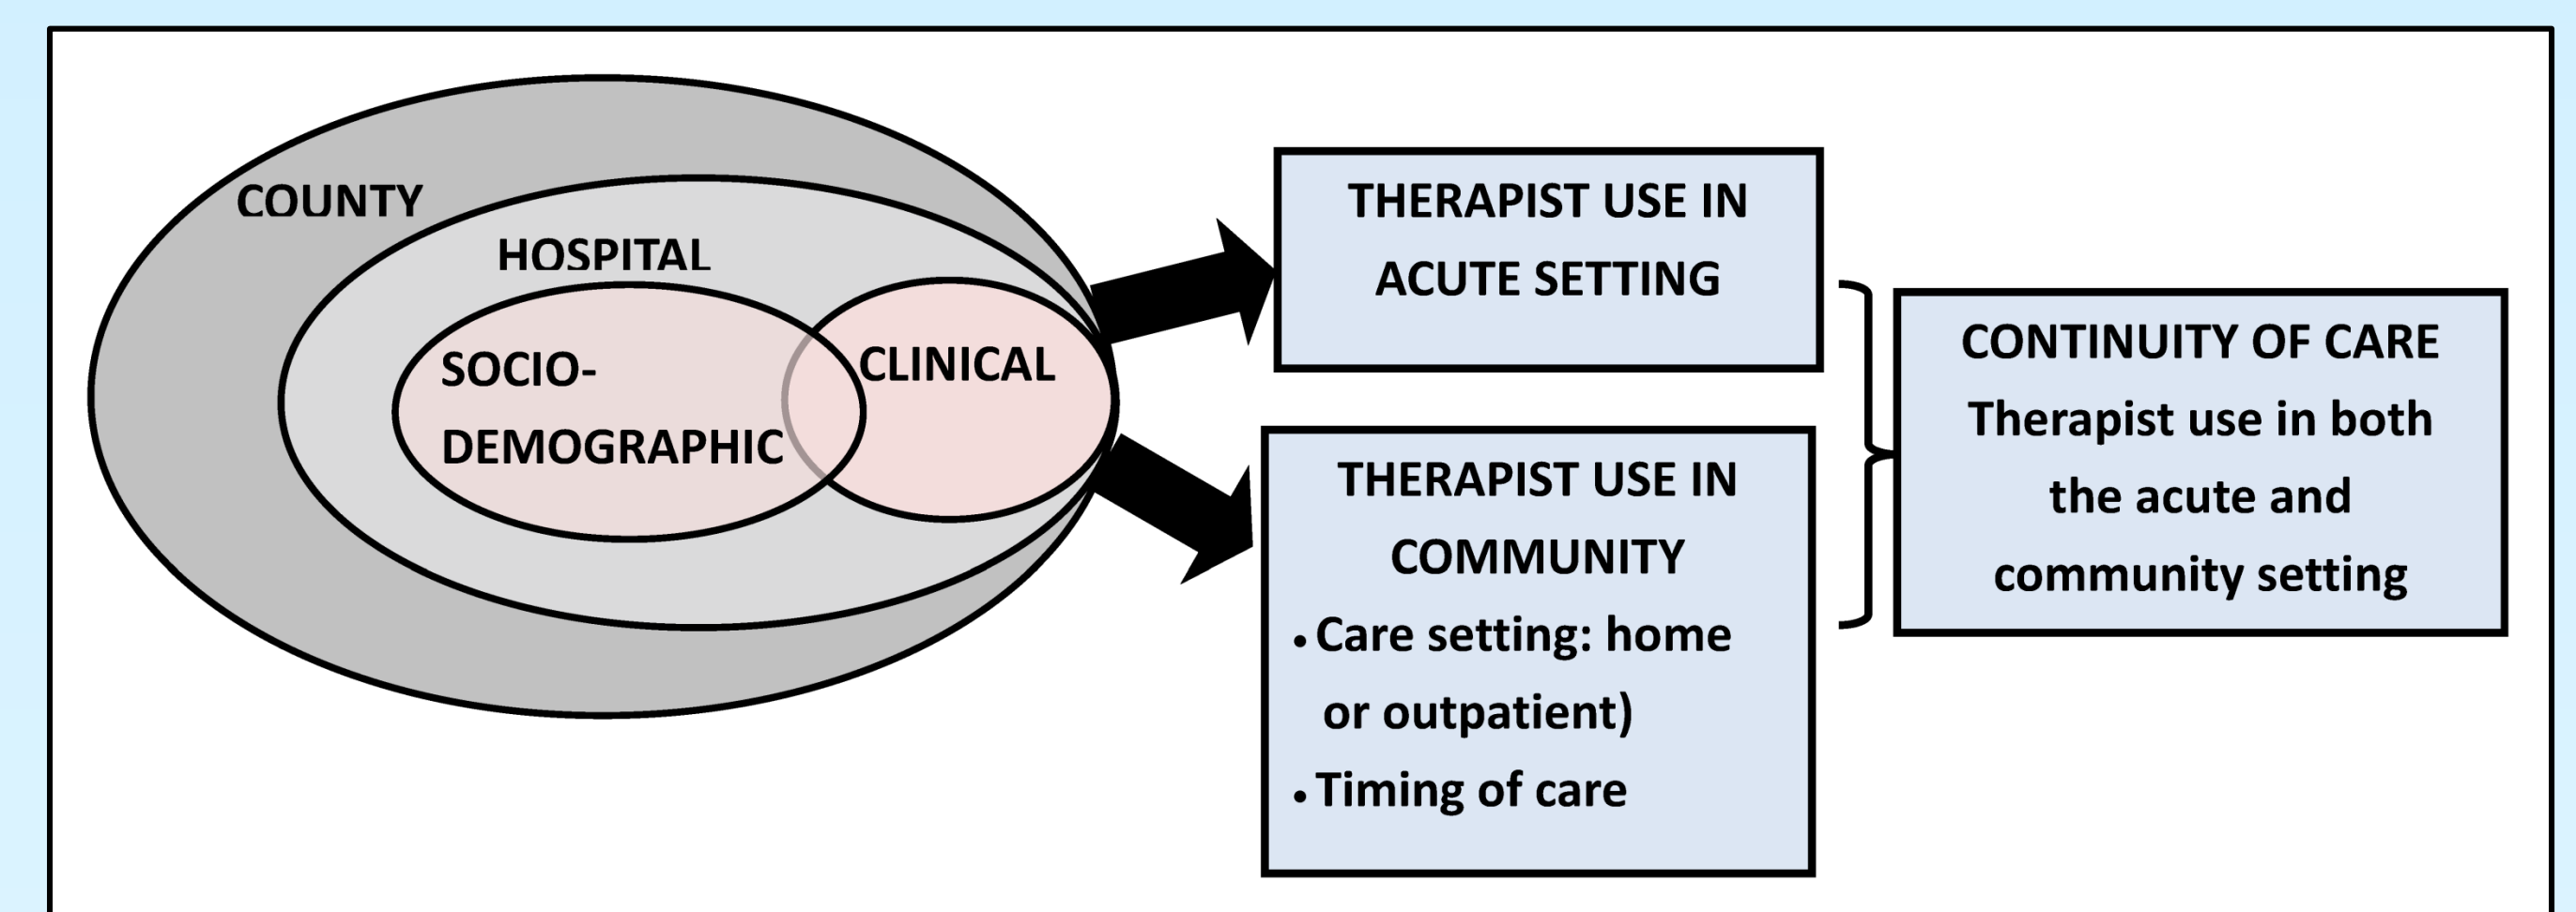 COUNTY
HOSPITAL
SOCIO-
DEMOGRAPHIC
CLINICAL
THERAPIST USE IN
ACUTE SETTING
THERAPIST USE IN
COMMUNITY
• Care setting: home
or outpatient)
• Timing of care
CONTINUITY OF CARE
Therapist use in both
the acute and
community setting